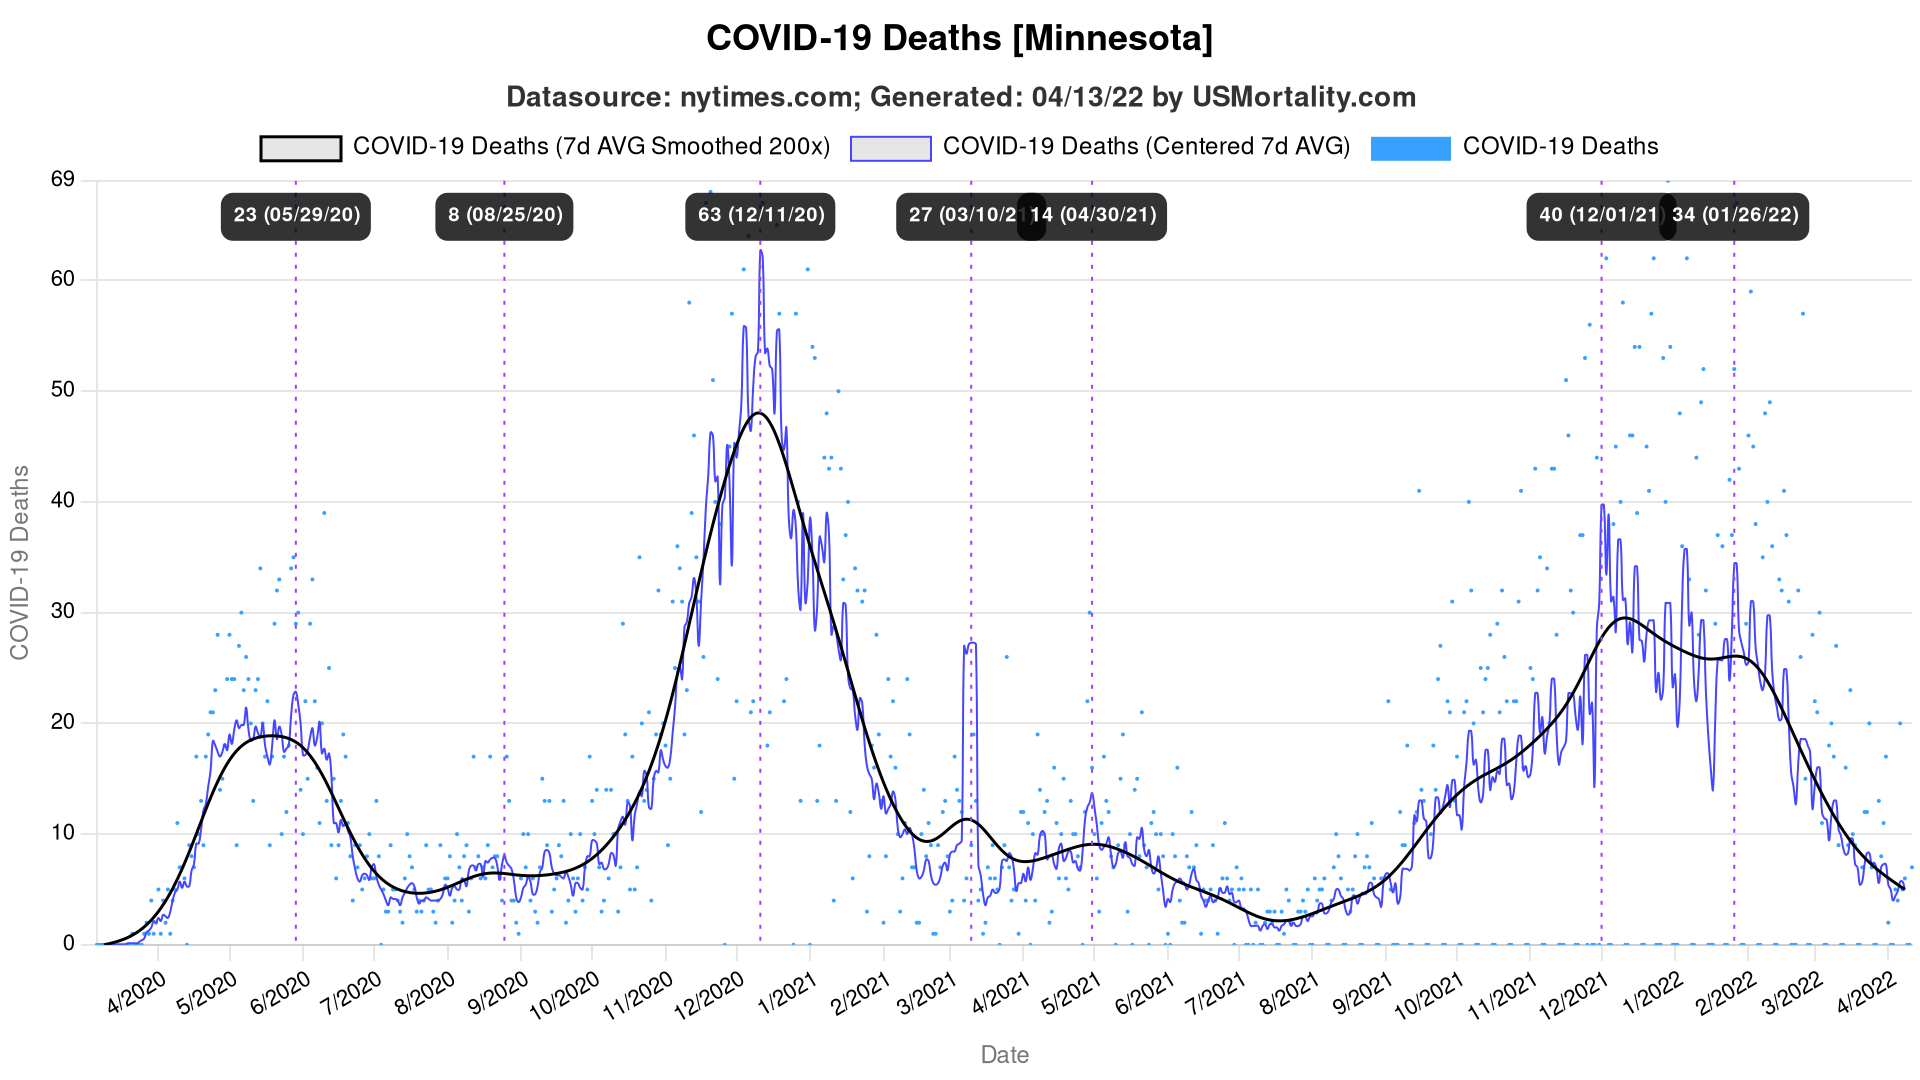 COVID-19 Deaths [Minnesota]
Datasource: nytimes.com; Generated: 04/13/22 by USMortality.com
COVID-19 Deaths (7d AVG Smoothed 200x) COVID-19 Deaths (Centered 7d AVG) COVID-19 Deaths
69
23 (05/29/20) 8 (08/25/20) 63 (12/11/20) 27 (03/10/21) 14 (04/30/21) 40 (12/01/21) 34 (01/26/22)
60
50
40
30
20
10
0
COVID-19 Deaths
4/2020 5/2020 6/2020 7/2020 8/2020 9/2020 10/2020 11/2020 12/2020 1/2021 2/2021 3/2021 4/2021 5/2021 6/2021 7/2021 8/2021 9/2021 10/2021 11/2021 12/2021 1/2022 2/2022 3/2022 4/2022
Date